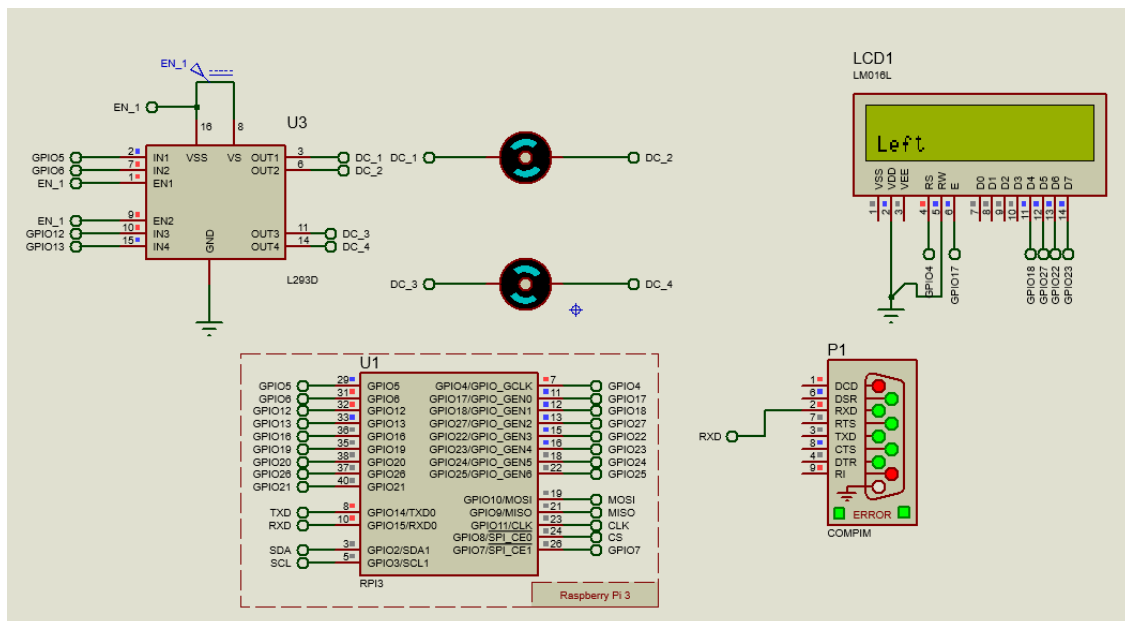 EN_1
EN_1
16 8
U3
VSS VS
GPIO5 2 IN1 OUT1 3 DC_1
GPIO6 7 IN2 OUT2 6 DC_2
EN_1 1 EN1
EN_1 9 EN2
GPIO12 10 IN3 OUT3 11 DC_3
GPIO13 15 IN4 OUT4 14 DC_4
GND
L293D
DC_1 DC_2
DC_3 DC_4
LCD1
LM016L
Left
VSS VDD VEE RS RW E D0 D1 D2 D3 D4 D5 D6 D7
1 2 3 4 5 6 7 8 9 10 11 12 13 14
GPIO4 GPIO17 GPIO18 GPIO27 GPIO22 GPIO23
U1
GPIO5 29 GPIO5 GPIO4/GPIO_GCLK 7 GPIO4
GPIO6 31 GPIO6 GPIO17/GPIO_GEN0 11 GPIO17
GPIO12 32 GPIO12 GPIO18/GPIO_GEN1 12 GPIO18
GPIO13 33 GPIO13 GPIO27/GPIO_GEN2 13 GPIO27
GPIO16 36 GPIO16 GPIO22/GPIO_GEN3 15 GPIO22
GPIO19 35 GPIO19 GPIO23/GPIO_GEN4 16 GPIO23
GPIO20 38 GPIO20 GPIO24/GPIO_GEN5 18 GPIO24
GPIO26 37 GPIO26 GPIO25/GPIO_GEN6 22 GPIO25
GPIO21 40 GPIO21
GPIO10/MOSI 19 MOSI
TXD 8 GPIO14/TXD0 GPIO9/MISO 21 MISO
RXD 10 GPIO15/RXD0 GPIO11/CLK 23 CLK
GPIO8/SPI_CE0 24 CS
SDA 3 GPIO2/SDA1 GPIO7/SPI_CE1 26 GPIO7
SCL 5 GPIO3/SCL1
RPI3
Raspberry Pi 3
P1
1 DCD
6 DSR
RXD 2 RXD
7 RTS
3 TXD
8 CTS
4 DTR
9 RI
ERROR
COMPIM